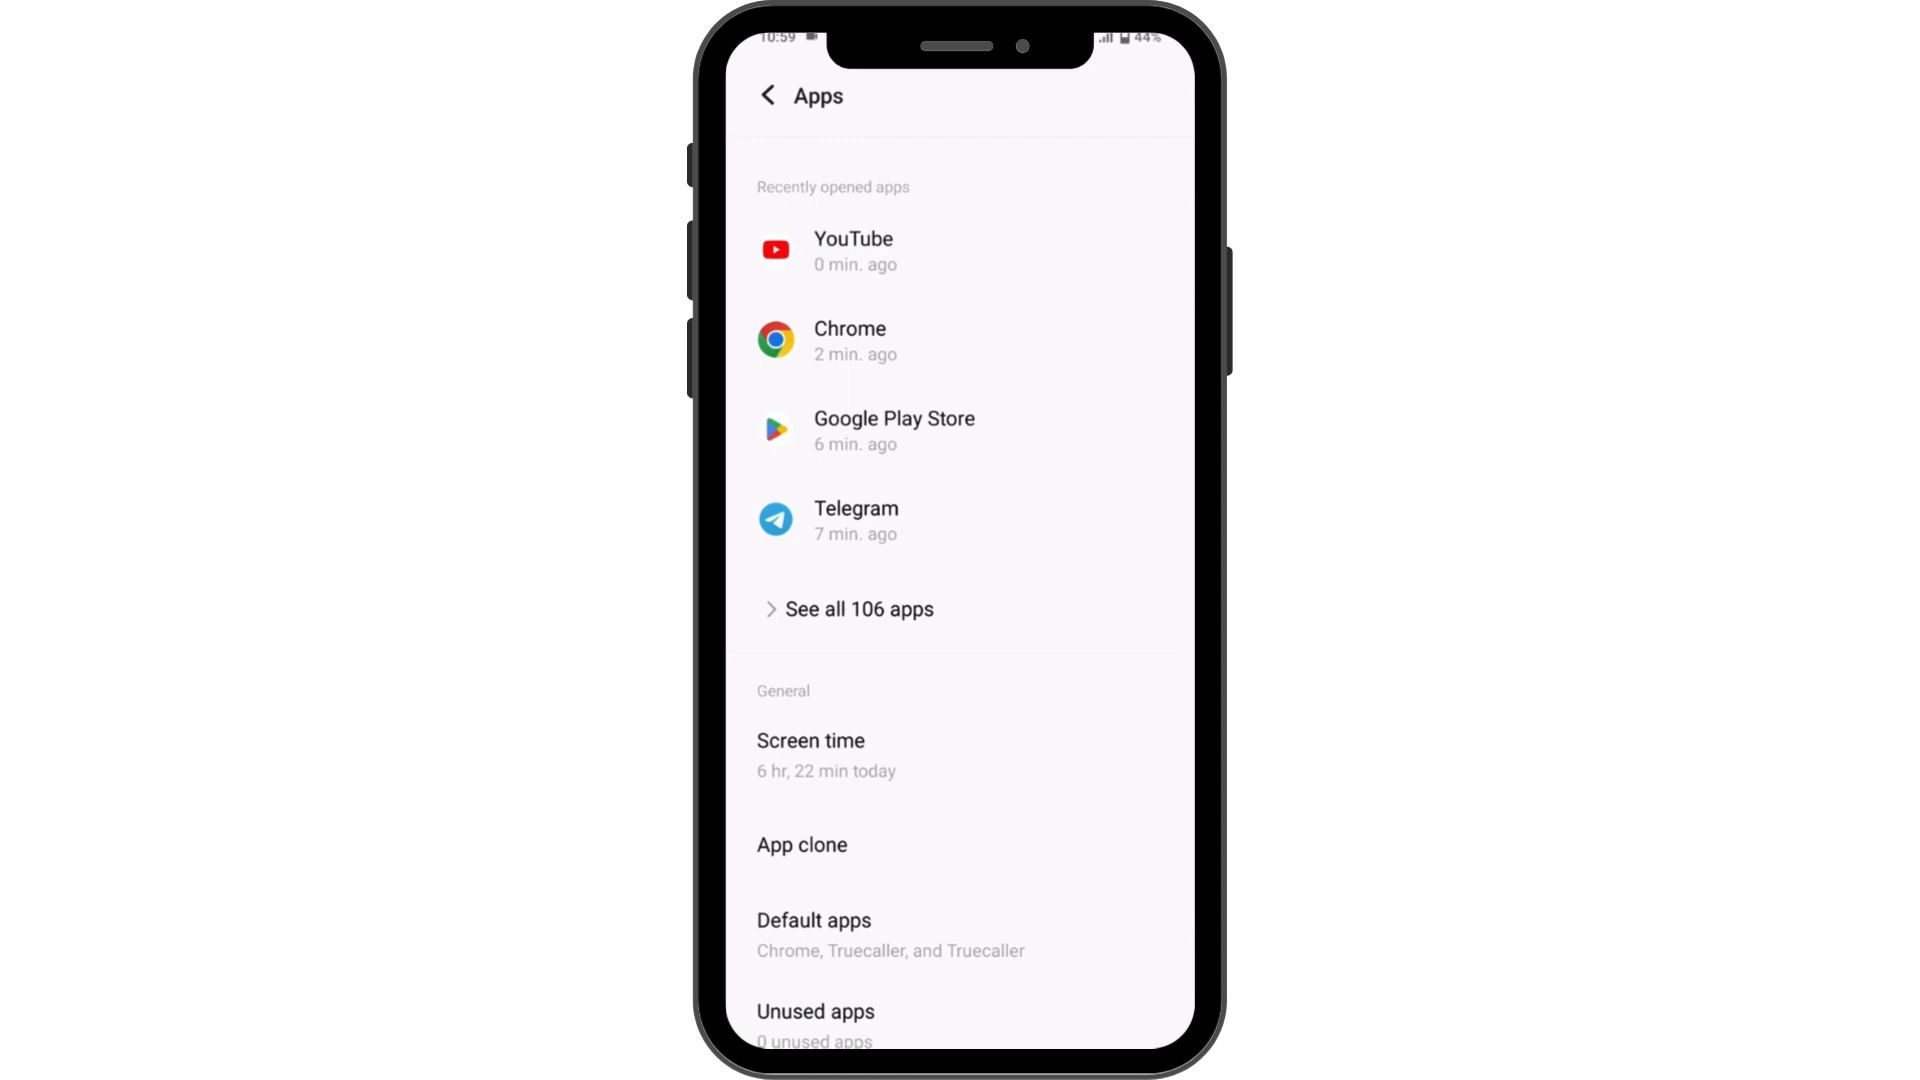 10:59 44%
Apps
Recently opened apps
YouTube
0 min. ago
Chrome
2 min. ago
Google Play Store
6 min. ago
Telegram
7 min. ago
See all 106 apps
General
Screen time
6 hr, 22 min today
App clone
Default apps
Chrome, Truecaller, and Truecaller
Unused apps
0 unused apps